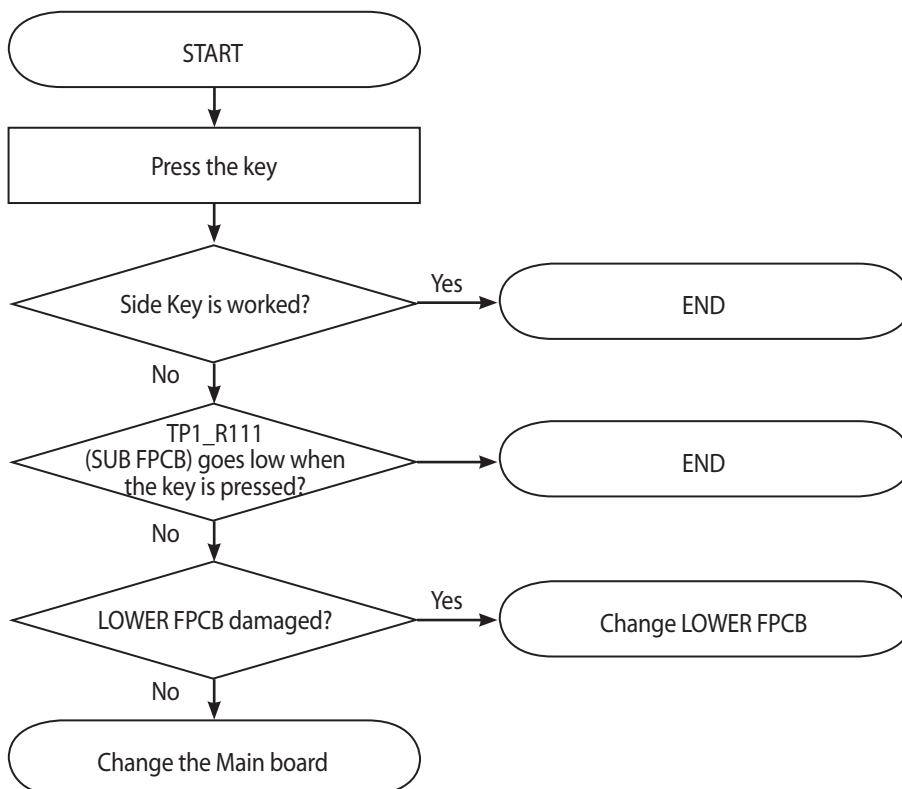 START
Press the key
Side Key is worked?
Yes
END
No
TP1_R111
(SUB FPCB) goes low when
the key is pressed?
END
No
LOWER FPCB damaged?
Yes
Change LOWER FPCB
No
Change the Main board